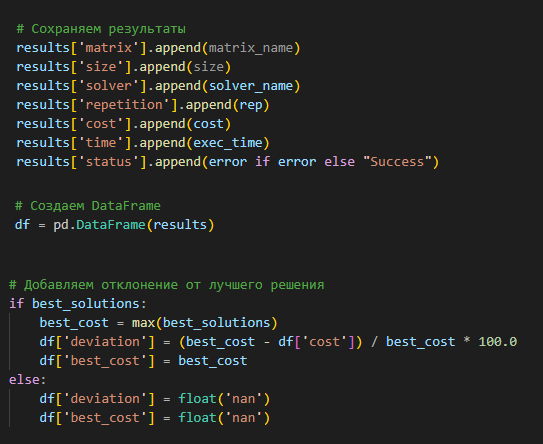 # Сохраняем результаты
results['matrix'].append(matrix_name)
results['size'].append(size)
results['solver'].append(solver_name)
results['repetition'].append(rep)
results['cost'].append(cost)
results['time'].append(exec_time)
results['status'].append(error if error else "Success")
# Создаем DataFrame
df = pd.DataFrame(results)
# Добавляем отклонение от лучшего решения
if best_solutions:
    best_cost = max(best_solutions)
    df['deviation'] = (best_cost - df['cost']) / best_cost * 100.0
    df['best_cost'] = best_cost
else:
    df['deviation'] = float('nan')
    df['best_cost'] = float('nan')